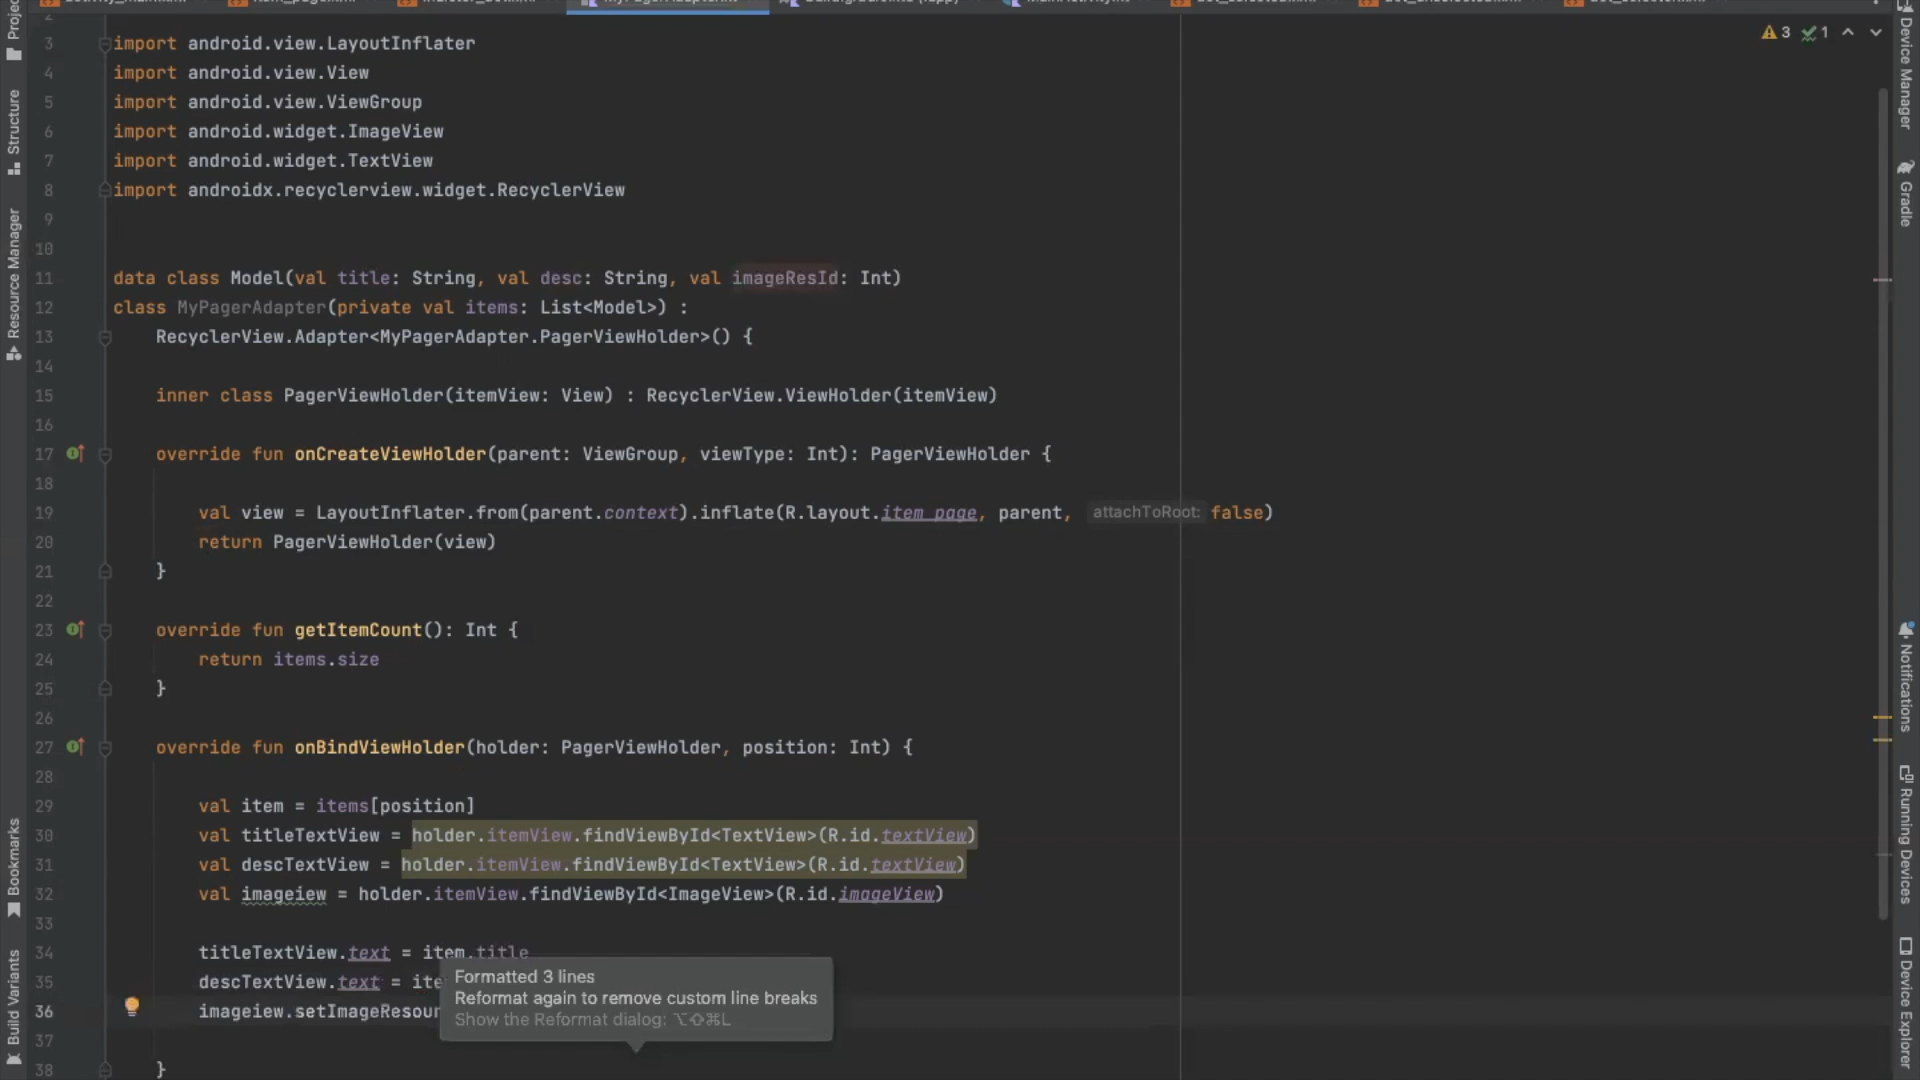 3 import android.view.LayoutInflater
4 import android.view.View
5 import android.view.ViewGroup
6 import android.widget.ImageView
7 import android.widget.TextView
8 import androidx.recyclerview.widget.RecyclerView
9
10
11 data class Model(val title: String, val desc: String, val imageResId: Int)
12 class MyPagerAdapter(private val items: List<Model>) :
13 RecyclerView.Adapter<MyPagerAdapter.PagerViewHolder>() {
14
15 inner class PagerViewHolder(itemView: View) : RecyclerView.ViewHolder(itemView)
16
17 override fun onCreateViewHolder(parent: ViewGroup, viewType: Int): PagerViewHolder {
18
19 val view = LayoutInflater.from(parent.context).inflate(R.layout.item_page, parent, attachToRoot: false)
20 return PagerViewHolder(view)
21 }
22
23 override fun getItemCount(): Int {
24 return items.size
25 }
26
27 override fun onBindViewHolder(holder: PagerViewHolder, position: Int) {
28
29 val item = items[position]
30 val titleTextView = holder.itemView.findViewById<TextView>(R.id.textView)
31 val descTextView = holder.itemView.findViewById<TextView>(R.id.textView)
32 val imageiew = holder.itemView.findViewById<ImageView>(R.id.imageView)
33
34 titleTextView.text = item.title
35 descTextView.text = ite
36 imageiew.setImageResour
37
38 }
Formatted 3 lines
Reformat again to remove custom line breaks
Show the Reformat dialog: ⌥⇧⌘L
3 1
Structure
Resource Manager
Bookmarks
Build Variants
Device Manager
Gradle
Notifications
Running Devices
Device Explorer